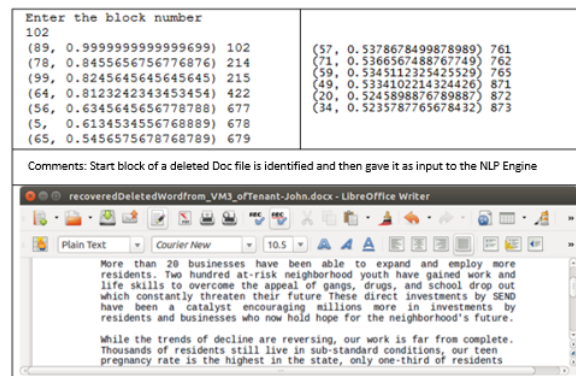 Enter the block number
102
(89, 0.9999999999999699) 102
(78, 0.8455656756776876) 214
(99, 0.8245645645645645) 215
(64, 0.8123242343453454) 422
(56, 0.6345645656778788) 677
(5, 0.6134534556768889) 678
(65, 0.5456575678768789) 679
(57, 0.5378678499878989) 761
(71, 0.5366567488767749) 762
(59, 0.5345112325425529) 765
(49, 0.5334102214324426) 871
(20, 0.5245898876789887) 872
(34, 0.5235787765678432) 873
Comments: Start block of a deleted Doc file is identified and then gave it as input to the NLP Engine
recoveredDeletedWordfrom_VM3_ofTenant-John.docx - LibreOffice Writer
Plain Text Courier New 10.5
More than 20 businesses have been able to expand and employ more
residents. Two hundred at-risk neighborhood youth have gained work and
life skills to overcome the appeal of gangs, drugs, and school drop out
which constantly threaten their future These direct investments by SEND
have been a catalyst encouraging millions more in investments by
residents and businesses who now hold hope for the neighborhood's future.
While the trends of decline are reversing, our work is far from complete.
Thousands of residents still live in sub-standard conditions, our teen
pregnancy rate is the highest in the state, only one-third of residents